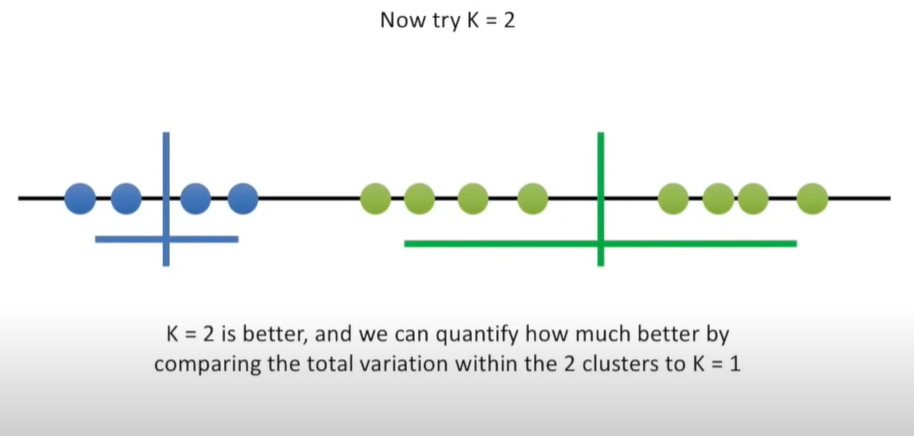 Now try K = 2
K = 2 is better, and we can quantify how much better by
comparing the total variation within the 2 clusters to K = 1